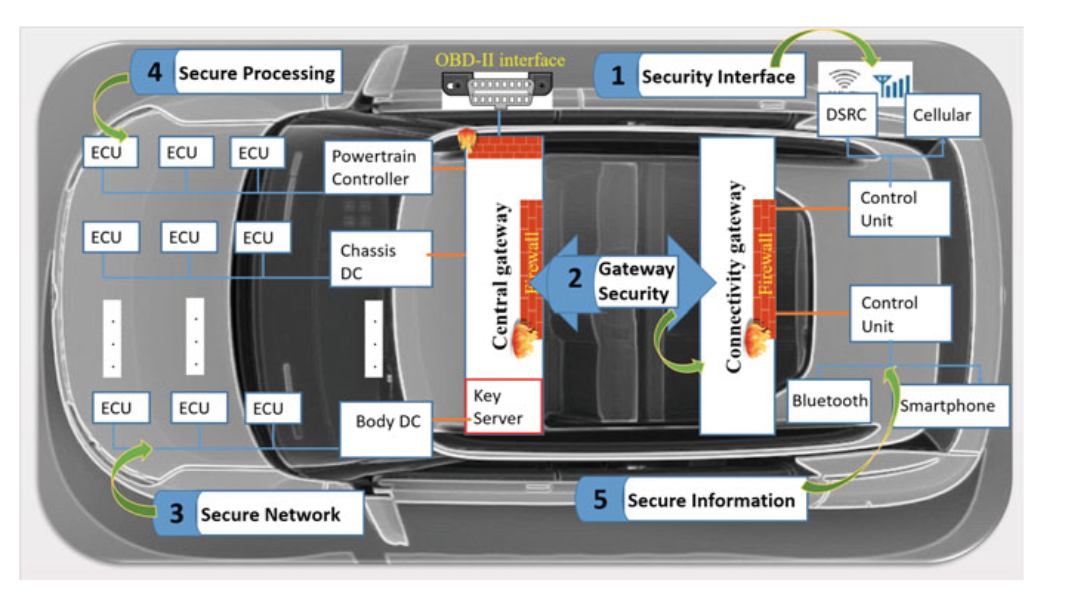 4 Secure Processing
OBD-II interface
1 Security Interface
DSRC
Cellular
ECU
ECU
ECU
Powertrain
Controller
Control
Unit
ECU
ECU
ECU
Chassis
DC
Central gateway
Firewall
2 Gateway
Security
Connectivity gateway
Firewall
Control
Unit
ECU
ECU
ECU
Body DC
Key
Server
Bluetooth
Smartphone
3 Secure Network
5 Secure Information